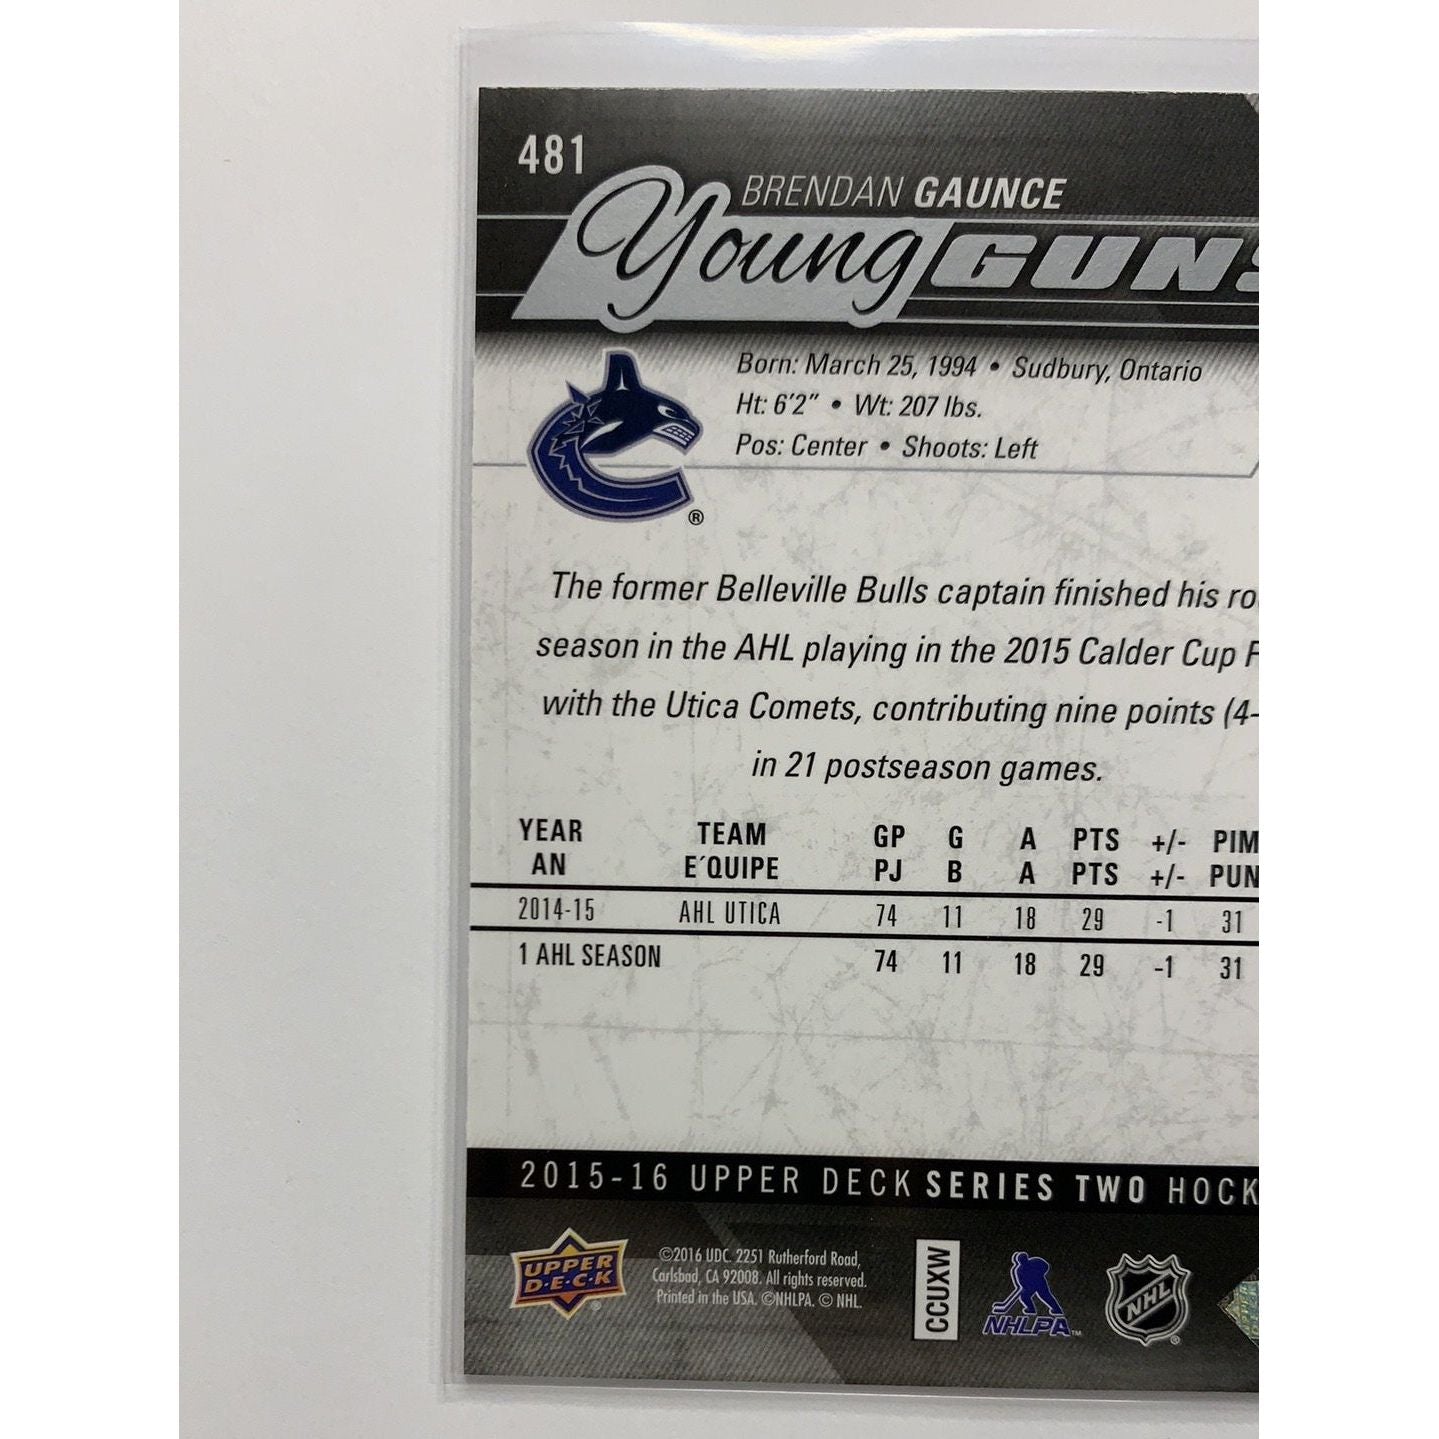 481
BRENDAN GAUNCE
Young GUNS
Born: March 25, 1994 • Sudbury, Ontario
Ht: 6'2" • Wt: 207 lbs.
Pos: Center • Shoots: Left
®
The former Belleville Bulls captain finished his ro
season in the AHL playing in the 2015 Calder Cup F
with the Utica Comets, contributing nine points (4-
in 21 postseason games.
YEAR TEAM GP G A PTS +/- PIM
AN E´QUIPE PJ B A PTS +/- PUN
2014-15 AHL UTICA 74 11 18 29 -1 31
1 AHL SEASON 74 11 18 29 -1 31
2015-16 UPPER DECK SERIES TWO HOCK
UPPER D·E·C·K ®
©2016 UDC. 2251 Rutherford Road,
Carlsbad, CA 92008. All rights reserved.
Printed in the USA. ©NHLPA. © NHL.
CCUXW
NHLPA™
NHL ®